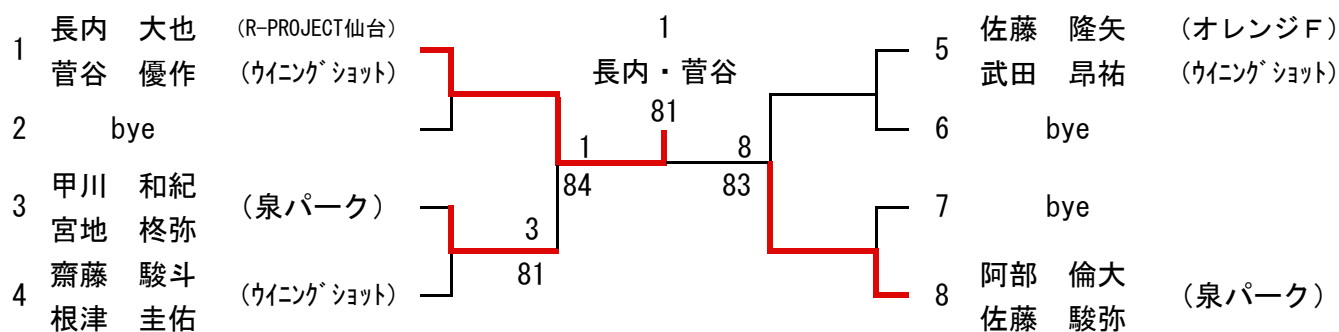 1 長内 大也 (R-PROJECT仙台)
菅谷 優作 (ウイニングショット)
2 bye
3 甲川 和紀 (泉パーク)
宮地 柊弥
4 齋藤 駿斗 (ウイニングショット)
根津 圭佑
1
長内・菅谷
81
1
84
3
81
8
83
5 佐藤 隆矢 (オレンジF)
武田 昂祐 (ウイニングショット)
6 bye
7 bye
8 阿部 倫大 (泉パーク)
佐藤 駿弥